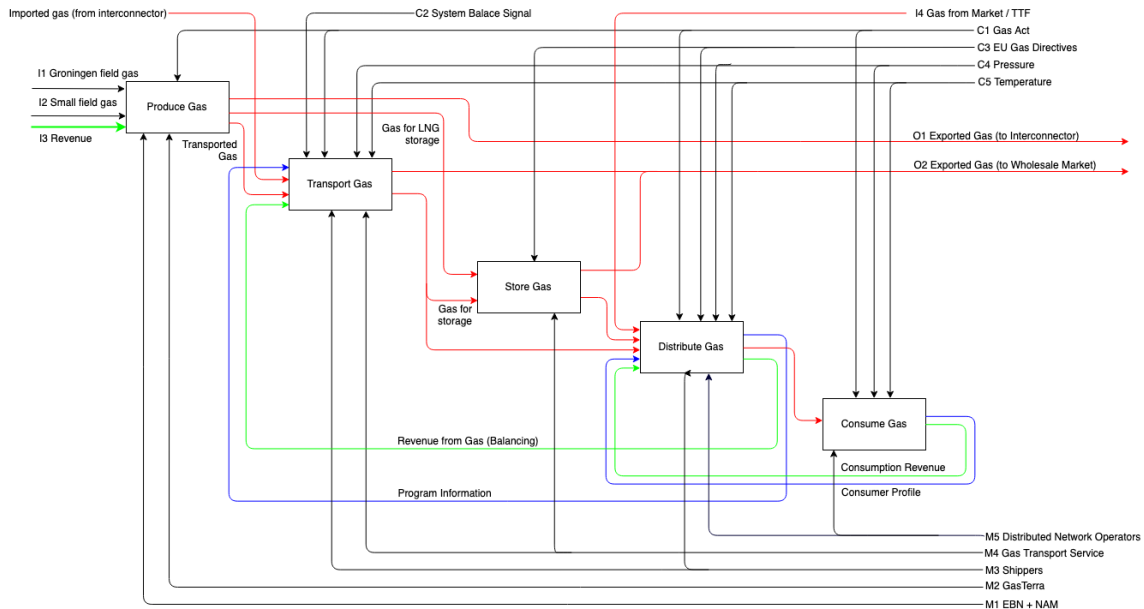 Imported gas (from interconnector)
C2 System Balace Signal
I4 Gas from Market / TTF
C1 Gas Act
C3 EU Gas Directives
C4 Pressure
C5 Temperature
I1 Groningen field gas
I2 Small field gas
I3 Revenue
Produce Gas
Transported
Gas
Gas for LNG
storage
O1 Exported Gas (to Interconnector)
O2 Exported Gas (to Wholesale Market)
Transport Gas
Store Gas
Gas for
storage
Distribute Gas
Consume Gas
Revenue from Gas (Balancing)
Consumption Revenue
Program Information
Consumer Profile
M5 Distributed Network Operators
M4 Gas Transport Service
M3 Shippers
M2 GasTerra
M1 EBN + NAM